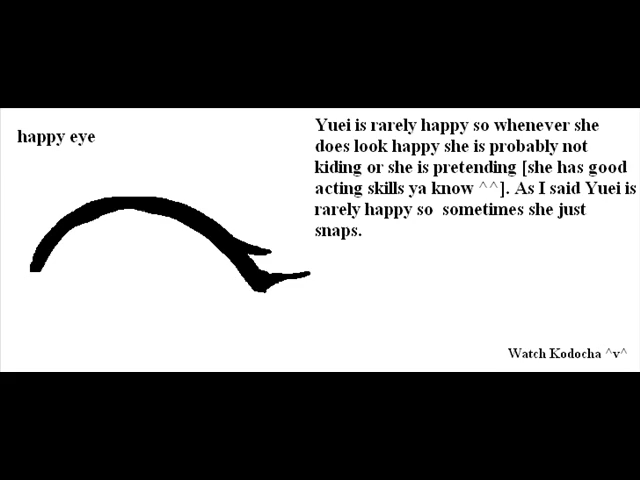 happy eye
Yuei is rarely happy so whenever she
does look happy she is probably not
kiding or she is pretending [she has good
acting skills ya know ^^]. As I said Yuei is
rarely happy so  sometimes she just
snaps.
Watch Kodocha ^v^